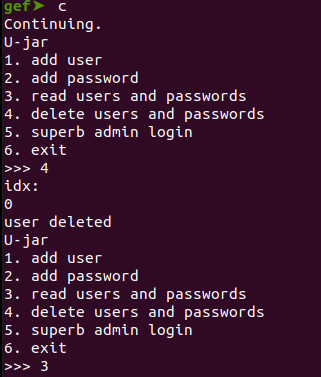 gef➤ c
Continuing.
U-jar
1. add user
2. add password
3. read users and passwords
4. delete users and passwords
5. superb admin login
6. exit
>>> 4
idx:
0
user deleted
U-jar
1. add user
2. add password
3. read users and passwords
4. delete users and passwords
5. superb admin login
6. exit
>>> 3